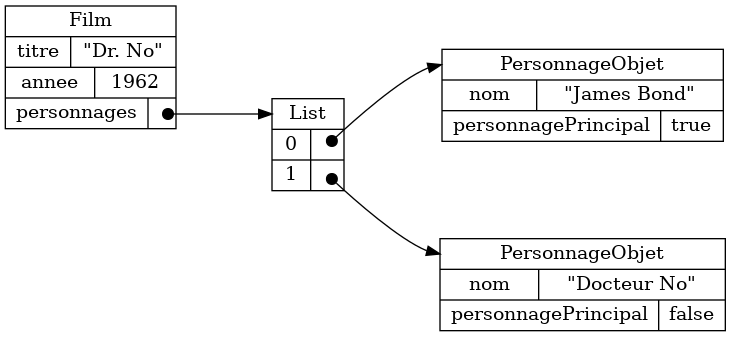 Film
titre "Dr. No"
annee 1962
personnages
List
0
1
PersonnageObjet
nom "James Bond"
personnagePrincipal true
PersonnageObjet
nom "Docteur No"
personnagePrincipal false